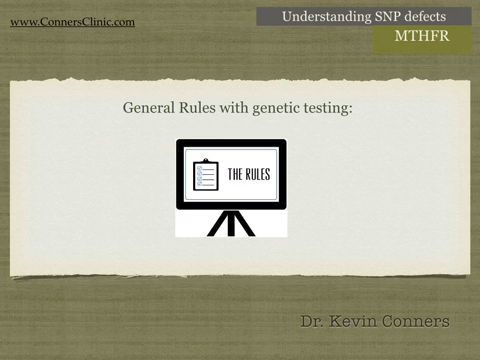 www.ConnersClinic.com
Understanding SNP defects
MTHFR
General Rules with genetic testing:
THE RULES
Dr. Kevin Conners